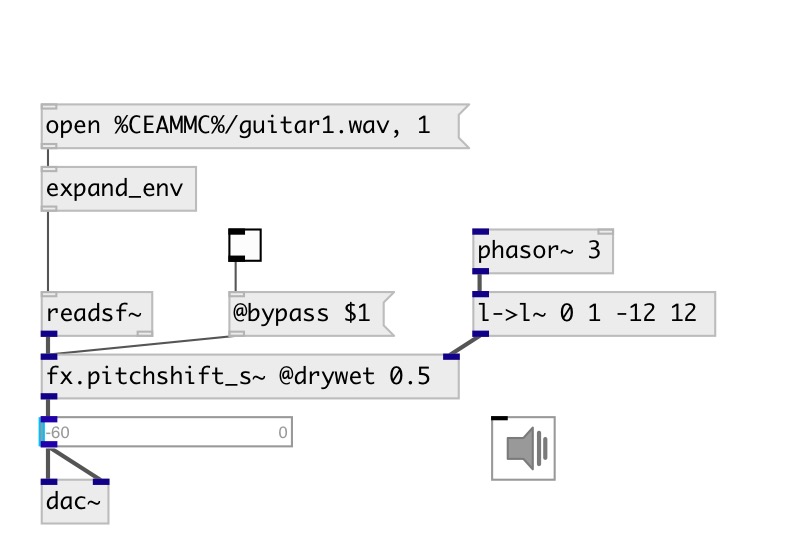 open %CEAMMC%/guitar1.wav, 1
expand_env
phasor~ 3
readsf~
@bypass $1
l->l~ 0 1 -12 12
fx.pitchshift_s~ @drywet 0.5
-60 0
dac~